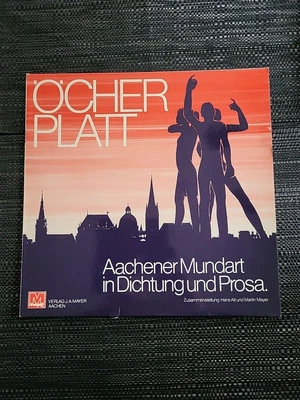 ÖCHER
PLATT
Aachener Mundart
in Dichtung und Prosa.
Zusammenstellung: Hans Alt und Martin Mayer
M
VERLAG J. A. MAYER
AACHEN